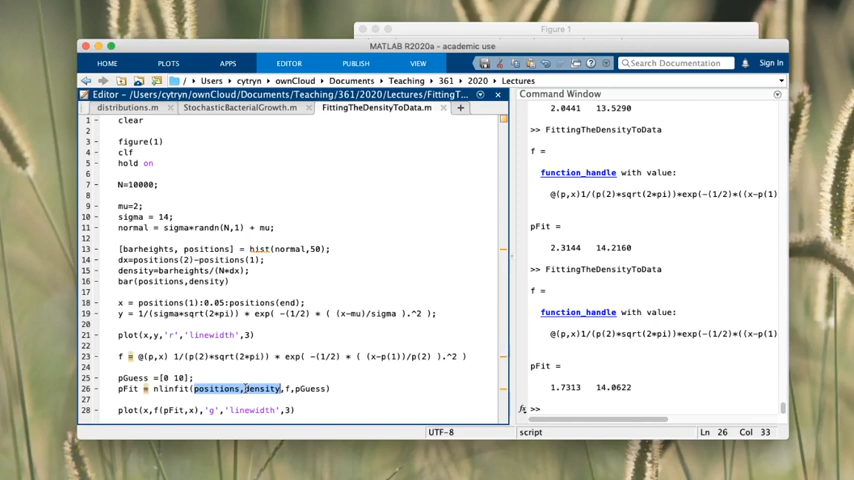 Figure 1
MATLAB R2020a - academic use
HOME PLOTS APPS EDITOR PUBLISH VIEW Search Documentation Sign In
/ Users cytryn ownCloud Documents Teaching 361 2020 Lectures
Editor - /Users/cytryn/ownCloud/Documents/Teaching/361/2020/Lectures/FittingT...
distributions.m StochasticBacterialGrowth.m FittingTheDensityToData.m
1 clear
2
3 figure(1)
4 clf
5 hold on
6
7 N=10000;
8
9 mu=2;
10 sigma = 14;
11 normal = sigma*randn(N,1) + mu;
12
13 [barheights, positions] = hist(normal,50);
14 dx=positions(2)-positions(1);
15 density=barheights/(N*dx);
16 bar(positions,density)
17
18 x = positions(1):0.05:positions(end);
19 y = 1/(sigma*sqrt(2*pi)) * exp( -(1/2) * ( (x-mu)/sigma ).^2 );
20
21 plot(x,y,'r','linewidth',3)
22
23 f = @(p,x) 1/(p(2)*sqrt(2*pi)) * exp( -(1/2) * ( (x-p(1))/p(2) ).^2 )
24
25 pGuess =[0 10];
26 pFit = nlinfit(positions,density,f,pGuess)
27
28 plot(x,f(pFit,x),'g','linewidth',3)
Command Window
2.0441 13.5290
>> FittingTheDensityToData
f =
function_handle with value:
@(p,x)1/(p(2)*sqrt(2*pi))*exp(-(1/2)*((x-p(1)
pFit =
2.3144 14.2160
>> FittingTheDensityToData
f =
function_handle with value:
@(p,x)1/(p(2)*sqrt(2*pi))*exp(-(1/2)*((x-p(1)
pFit =
1.7313 14.0622
fx >>
UTF-8 script Ln 26 Col 33